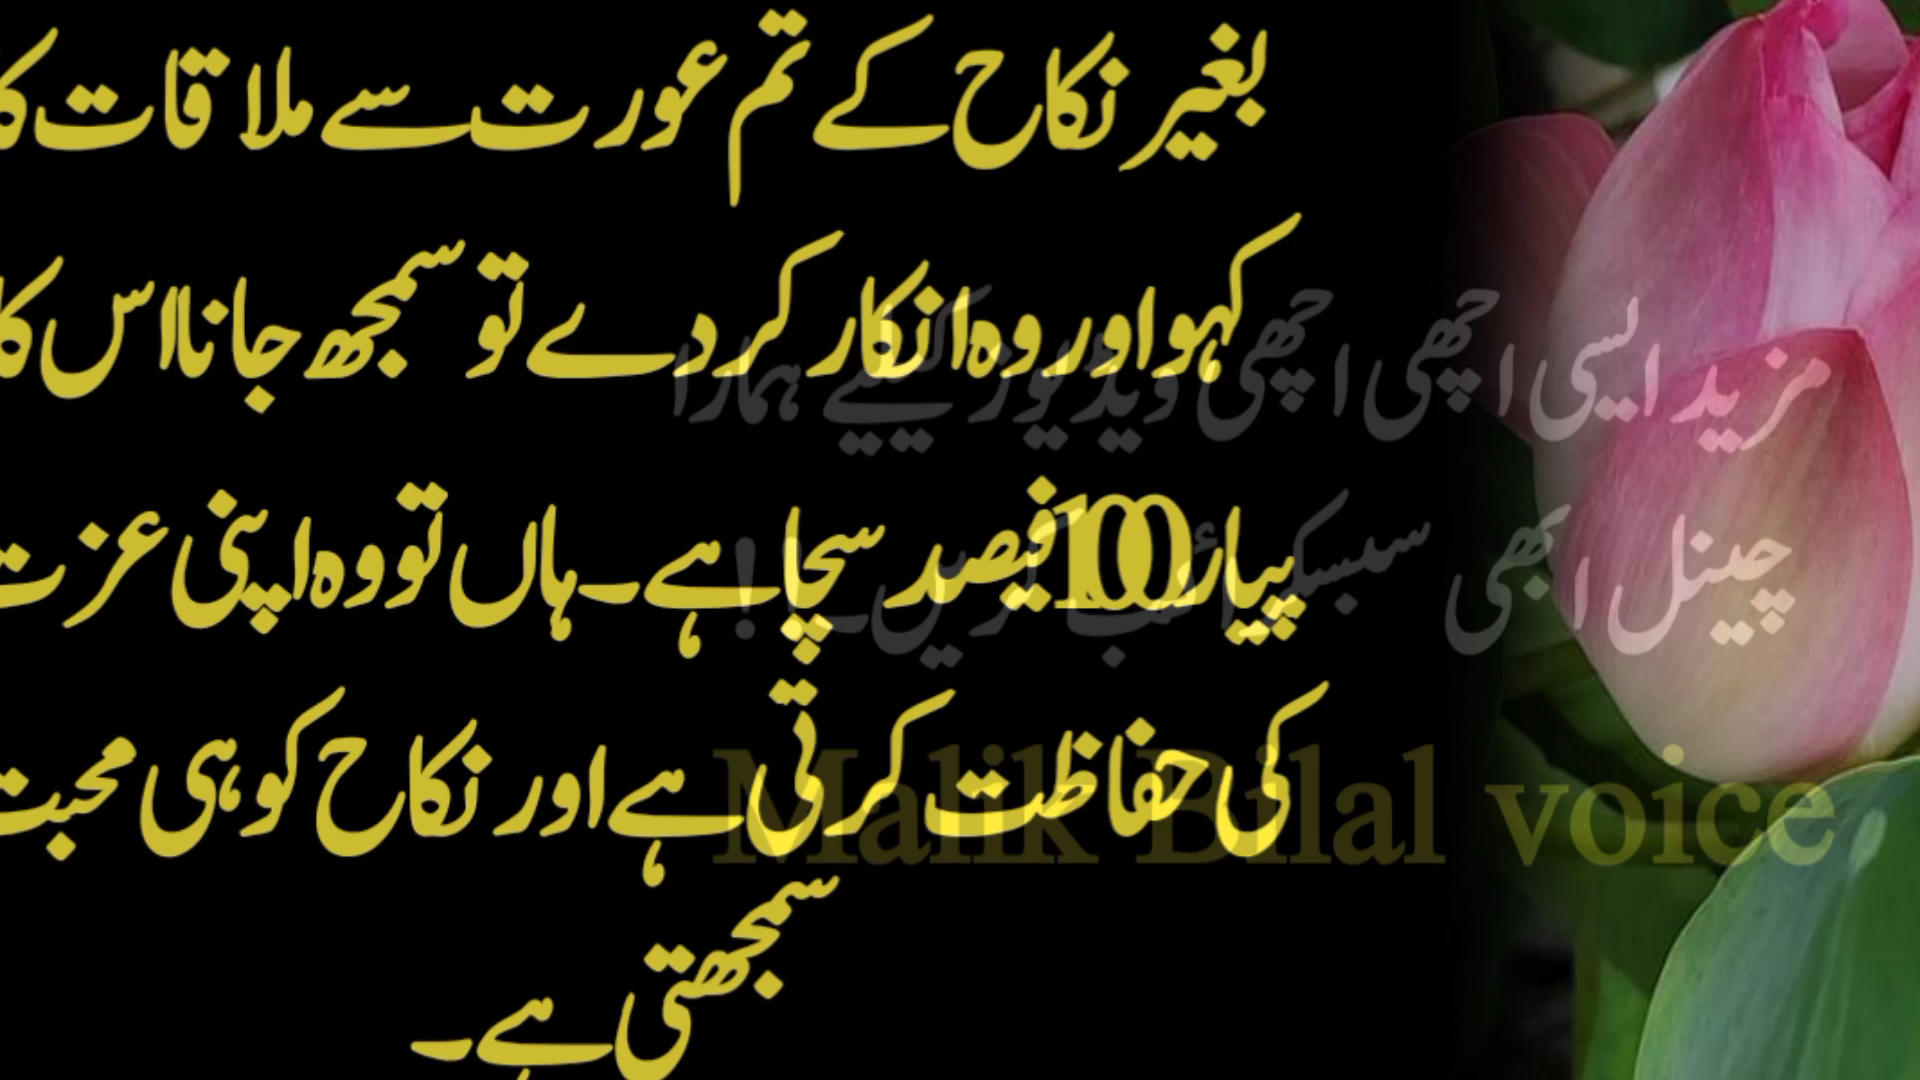 بغیر نکاح کے تم عورت سے ملاقات کا
کہو اور وہ انکار کر دے تو سمجھ جانا اس کا
پیار 100 فیصد سچا ہے۔ ہاں تو وہ اپنی عزت
کی حفاظت کرتی ہے اور نکاح کو ہی محبت
سمجھتی ہے۔
مزید ایسی اچھی اچھی ویڈیوز کیلئے ہمارا
چینل ابھی سبسکرائب کریں !
Malik Bilal voice